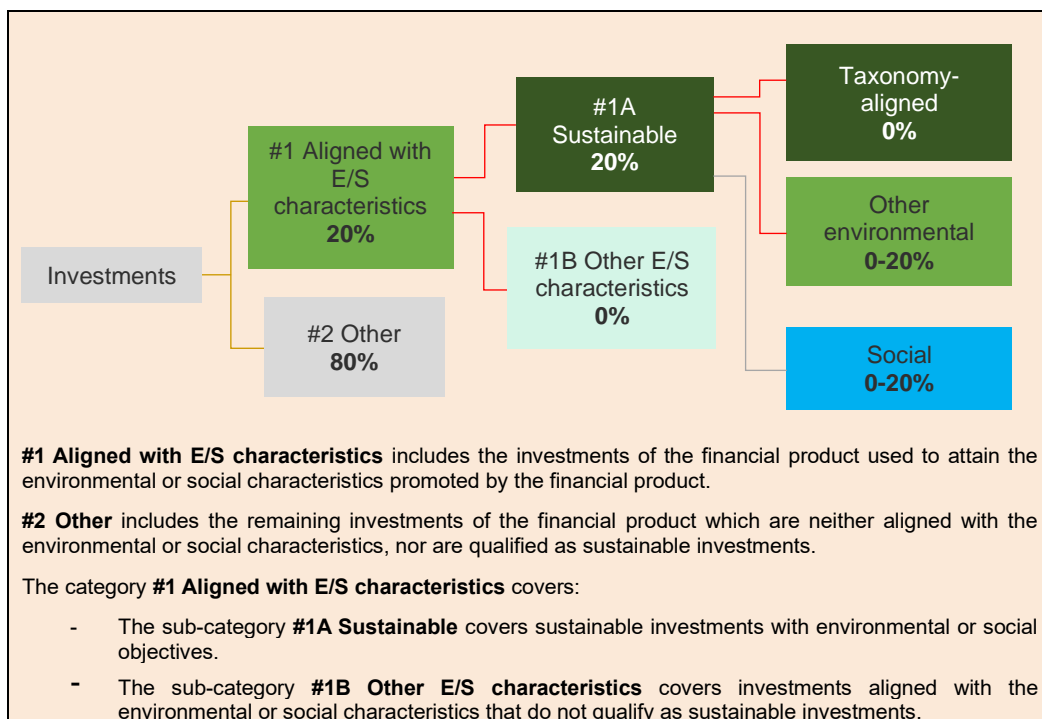 Taxonomy-
aligned
0%
#1A
Sustainable
20%
#1 Aligned with
E/S
characteristics
20%
Other
environmental
0-20%
#1B Other E/S
characteristics
0%
Investments
#2 Other
80%
Social
0-20%
#1 Aligned with E/S characteristics includes the investments of the financial product used to attain the
environmental or social characteristics promoted by the financial product.
#2 Other includes the remaining investments of the financial product which are neither aligned with the
environmental or social characteristics, nor are qualified as sustainable investments.
The category #1 Aligned with E/S characteristics covers:
- The sub-category #1A Sustainable covers sustainable investments with environmental or social
objectives.
- The sub-category #1B Other E/S characteristics covers investments aligned with the
environmental or social characteristics that do not qualify as sustainable investments.